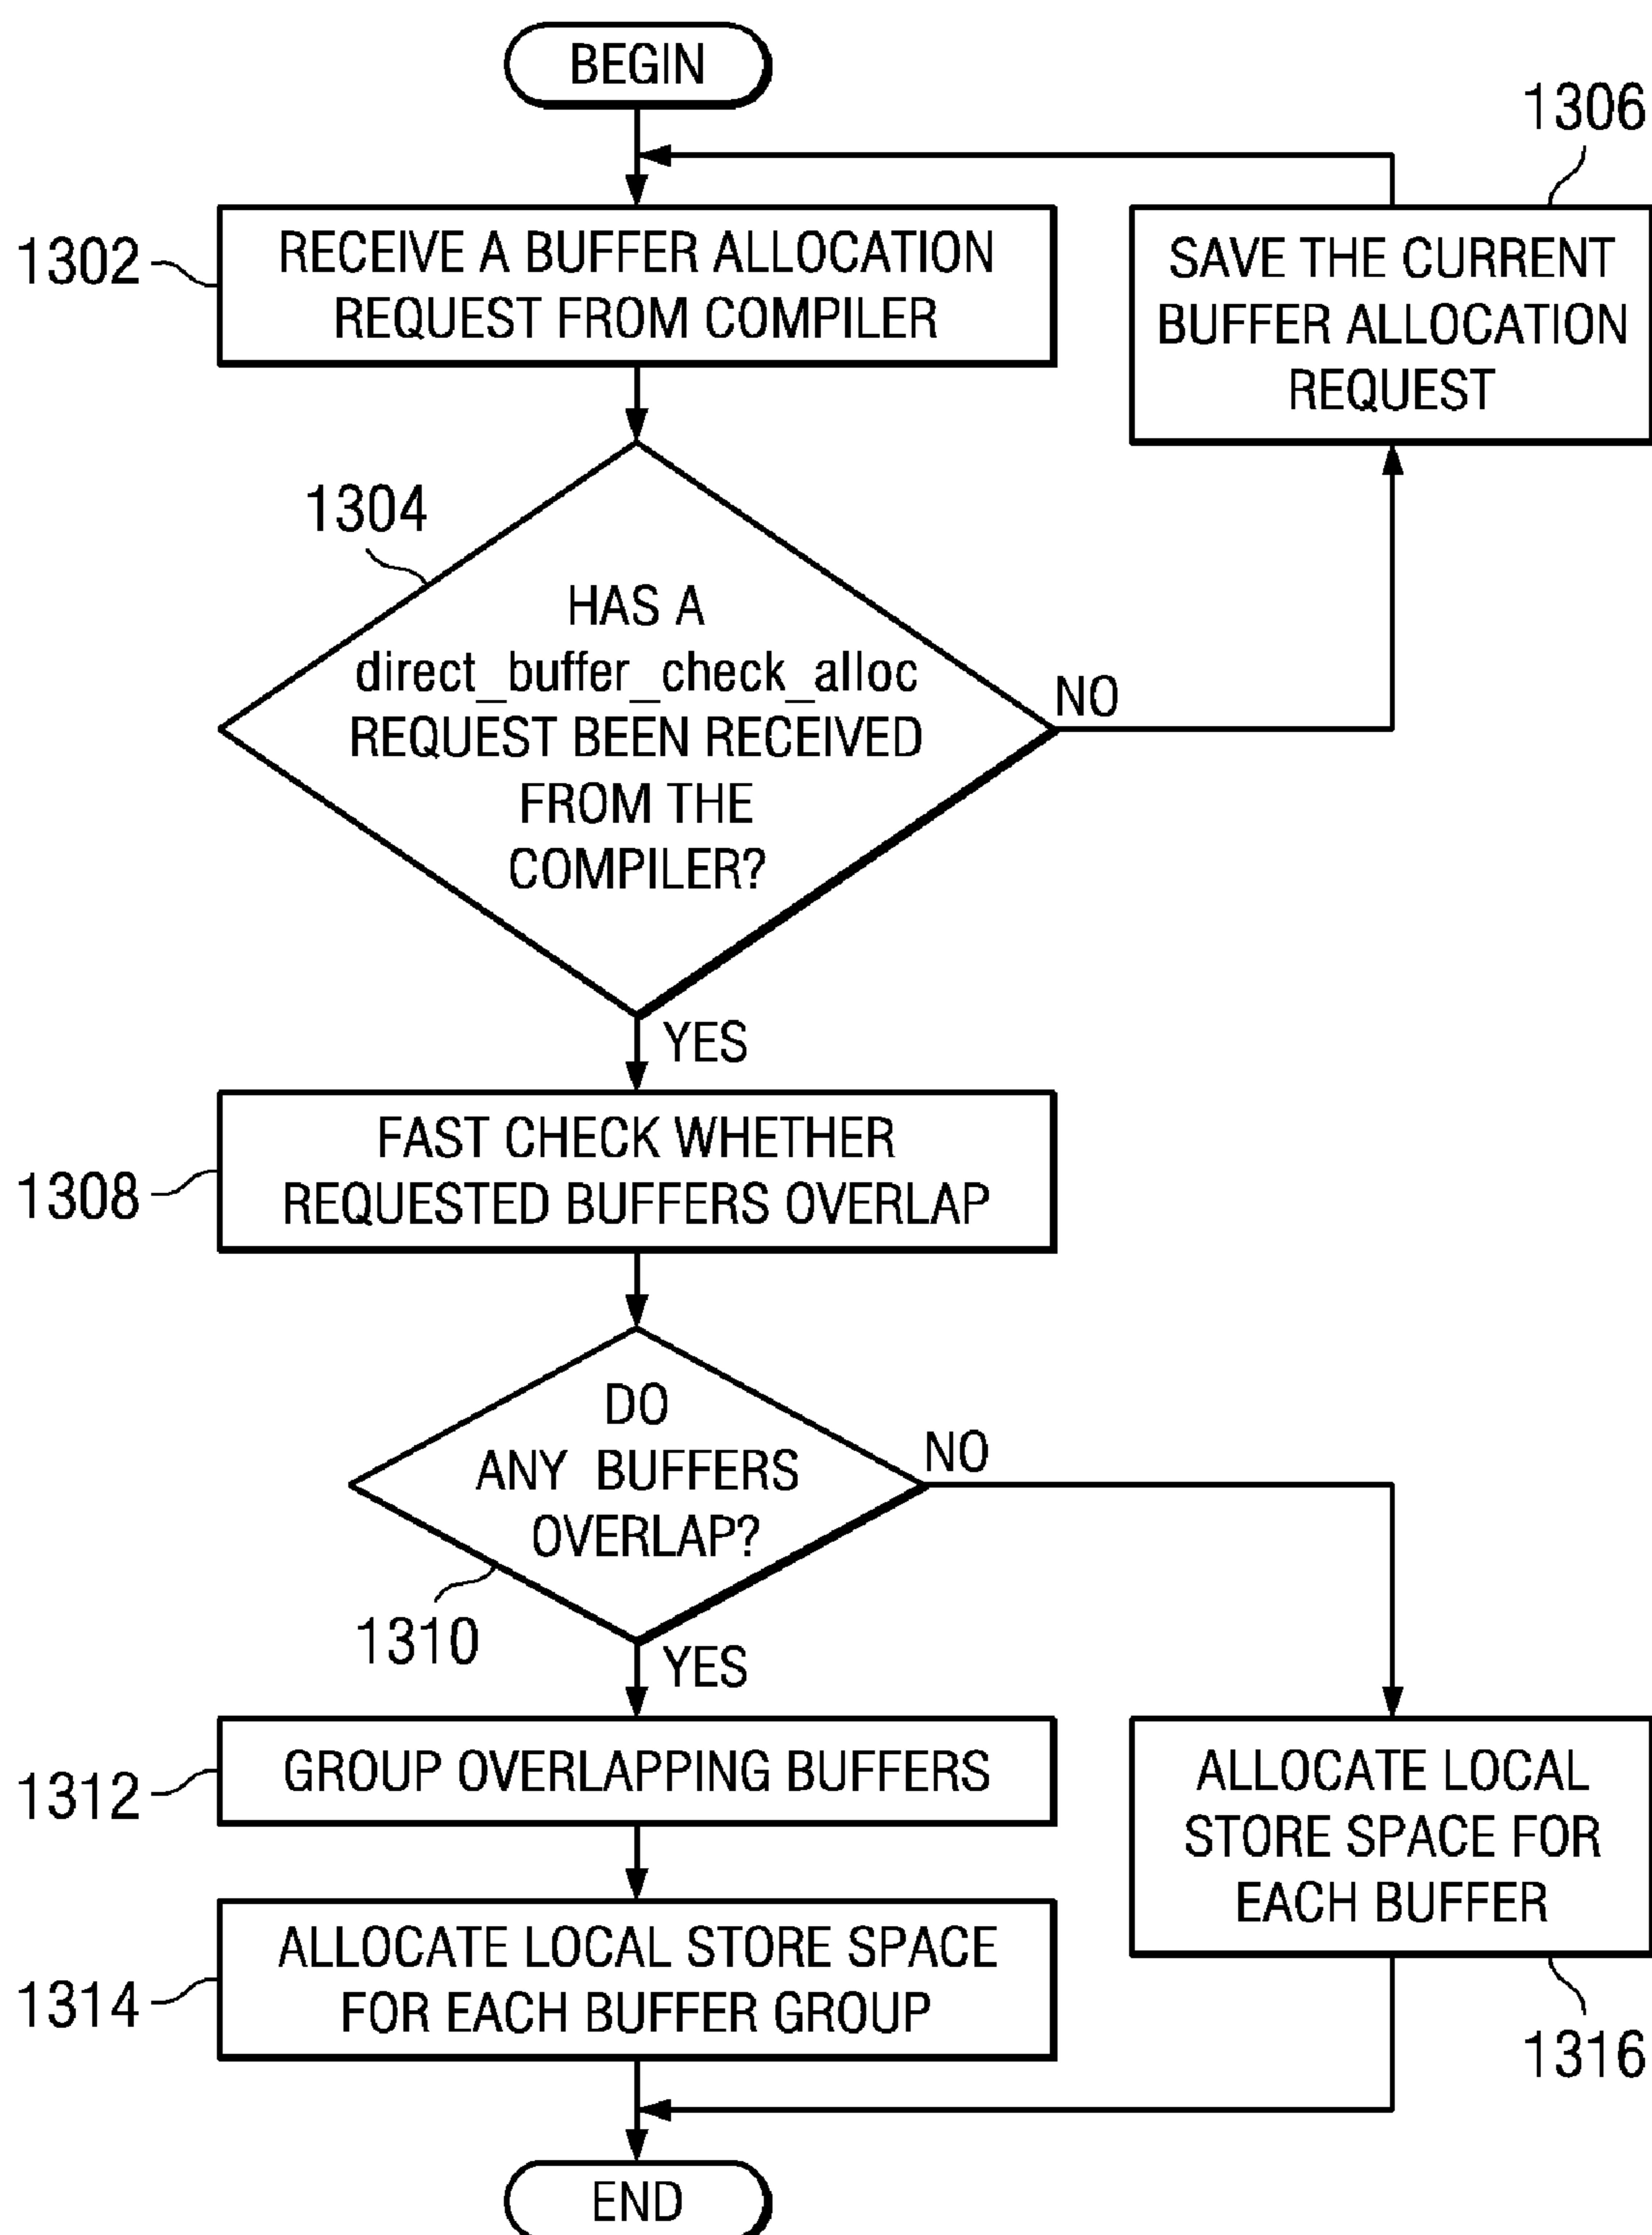 BEGIN
1306
1302
RECEIVE A BUFFER ALLOCATION
REQUEST FROM COMPILER
SAVE THE CURRENT
BUFFER ALLOCATION
REQUEST
1304
HAS A
direct_buffer_check_alloc
REQUEST BEEN RECEIVED
FROM THE
COMPILER?
NO
YES
1308
FAST CHECK WHETHER
REQUESTED BUFFERS OVERLAP
DO
ANY BUFFERS
OVERLAP?
NO
1310
YES
1312
GROUP OVERLAPPING BUFFERS
ALLOCATE LOCAL
STORE SPACE FOR
EACH BUFFER
1314
ALLOCATE LOCAL STORE SPACE
FOR EACH BUFFER GROUP
1316
END